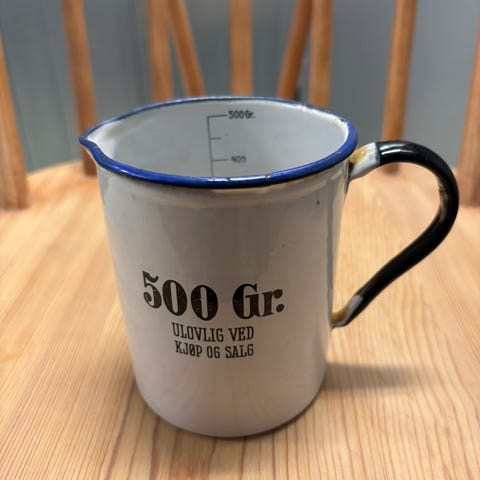 500 Gr.
400
500 Gr.
ULOVLIG VED
KJØP OG SALG